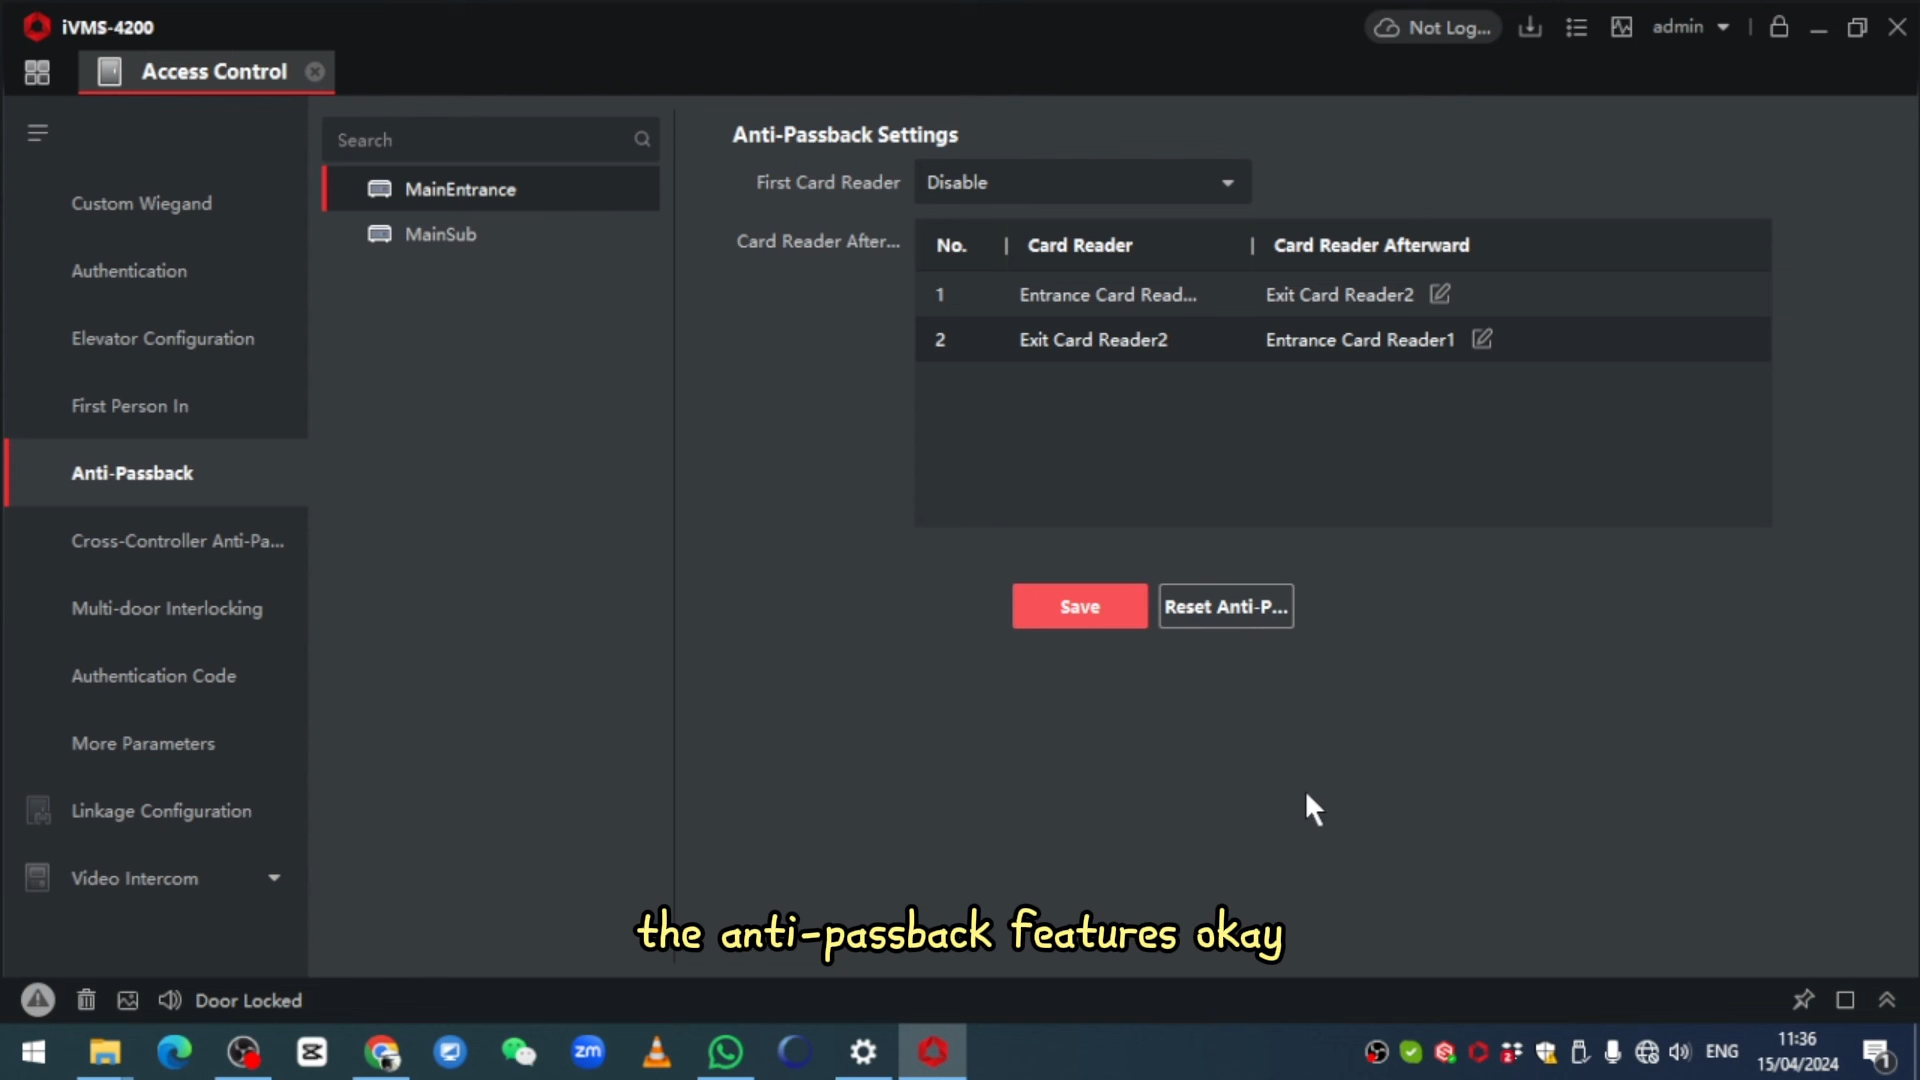 iVMS-4200
Not Log...
admin
Access Control
Search
MainEntrance
MainSub
Custom Wiegand
Authentication
Elevator Configuration
First Person In
Anti-Passback
Cross-Controller Anti-Pa...
Multi-door Interlocking
Authentication Code
More Parameters
Linkage Configuration
Video Intercom
Anti-Passback Settings
First Card Reader Disable
Card Reader After...
No. | Card Reader | Card Reader Afterward
1 Entrance Card Read... Exit Card Reader2
2 Exit Card Reader2 Entrance Card Reader1
Save Reset Anti-P...
the anti-passback features okay
Door Locked
zm
2
ENG
11:36
15/04/2024
1